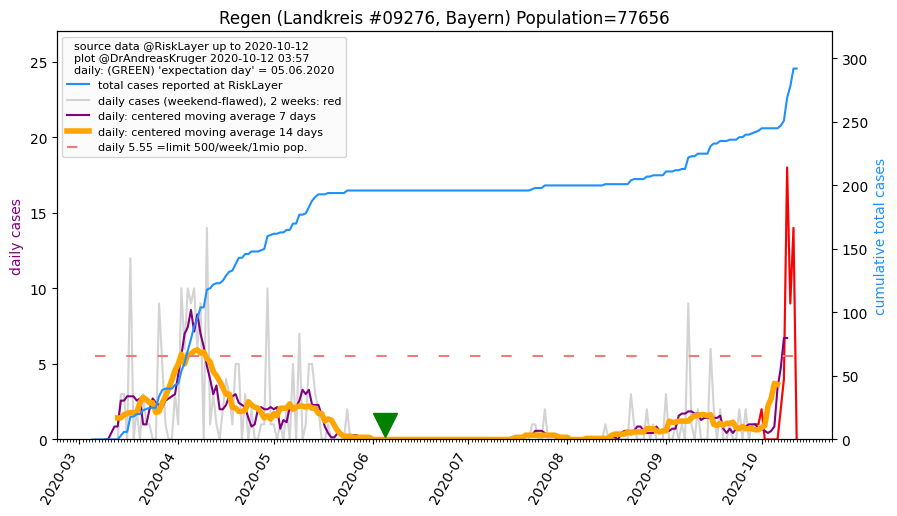 Regen (Landkreis #09276, Bayern) Population=77656
source data @RiskLayer up to 2020-10-12
plot @DrAndreasKruger 2020-10-12 03:57
daily: (GREEN) 'expectation day' = 05.06.2020
total cases reported at RiskLayer
daily cases (weekend-flawed), 2 weeks: red
daily: centered moving average 7 days
daily: centered moving average 14 days
daily 5.55 =limit 500/week/1mio pop.
daily cases
25
20
15
10
5
0
cumulative total cases
300
250
200
150
100
50
0
2020-03
2020-04
2020-05
2020-06
2020-07
2020-08
2020-09
2020-10